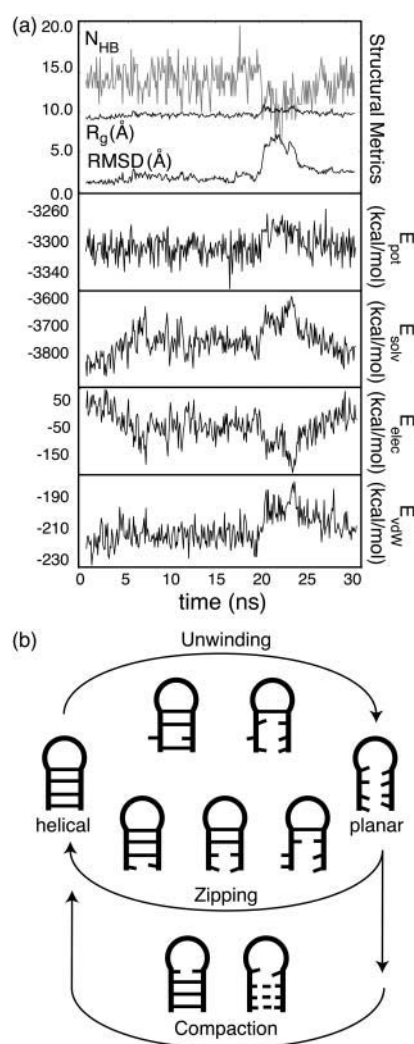 (a)
20.0
N_HB
15.0
10.0
R_g(Å)
5.0
RMSD(Å)
0.0
Structural Metrics
-3260
-3300
-3340
E_pot
(kcal/mol)
-3600
-3700
-3800
E_solv
(kcal/mol)
50
-50
-150
E_elec
(kcal/mol)
-190
-210
-230
E_vdW
(kcal/mol)
0 5 10 15 20 25 30
time (ns)
(b)
Unwinding
helical
planar
Zipping
Compaction